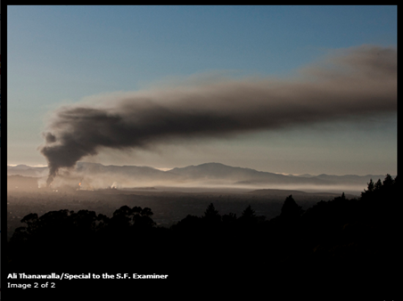 Ali Thanawalla/Special to the S.F. Examiner
Image 2 of 2